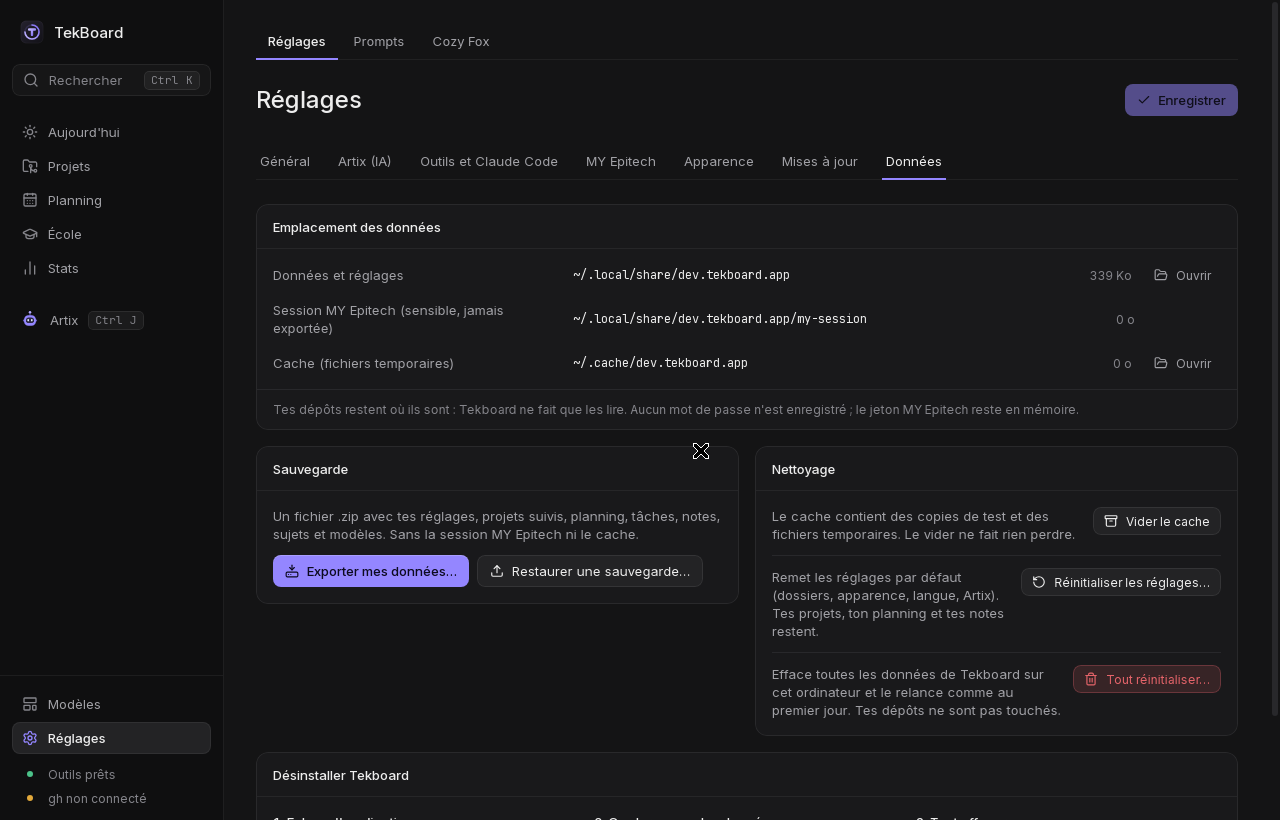 TekBoard
Rechercher Ctrl K
Aujourd'hui
Projets
Planning
École
Stats
Artix Ctrl J
Modèles
Réglages
Outils prêts
gh non connecté
Réglages Prompts Cozy Fox
Réglages
Enregistrer
Général Artix (IA) Outils et Claude Code MY Epitech Apparence Mises à jour Données
Emplacement des données
Données et réglages ~/.local/share/dev.tekboard.app 339 Ko Ouvrir
Session MY Epitech (sensible, jamais
exportée)
~/.local/share/dev.tekboard.app/my-session 0 o
Cache (fichiers temporaires) ~/.cache/dev.tekboard.app 0 o Ouvrir
Tes dépôts restent où ils sont : Tekboard ne fait que les lire. Aucun mot de passe n'est enregistré ; le jeton MY Epitech reste en mémoire.
Sauvegarde
Un fichier .zip avec tes réglages, projets suivis, planning, tâches, notes,
sujets et modèles. Sans la session MY Epitech ni le cache.
Exporter mes données… Restaurer une sauvegarde…
Nettoyage
Le cache contient des copies de test et des
fichiers temporaires. Le vider ne fait rien perdre.
Vider le cache
Remet les réglages par défaut
(dossiers, apparence, langue, Artix).
Tes projets, ton planning et tes notes
restent.
Réinitialiser les réglages…
Efface toutes les données de Tekboard sur
cet ordinateur et le relance comme au
premier jour. Tes dépôts ne sont pas touchés.
Tout réinitialiser…
Désinstaller Tekboard